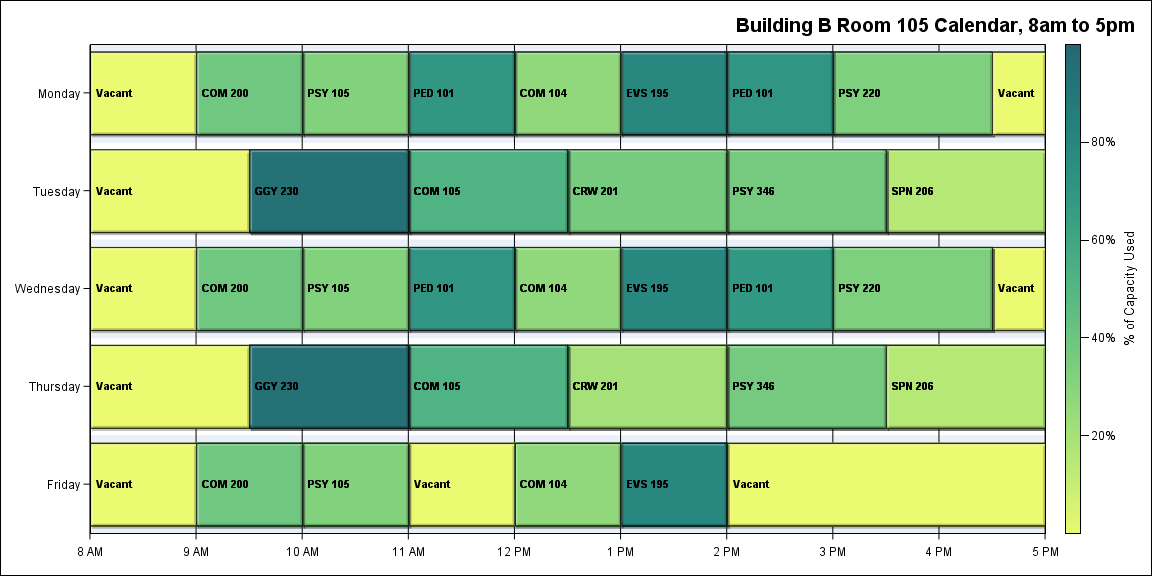 Building B Room 105 Calendar, 8am to 5pm
Monday
Vacant
COM 200
PSY 105
PED 101
COM 104
EVS 195
PED 101
PSY 220
Vacant
Tuesday
Vacant
GGY 230
COM 105
CRW 201
PSY 346
SPN 206
Wednesday
Vacant
COM 200
PSY 105
PED 101
COM 104
EVS 195
PED 101
PSY 220
Vacant
Thursday
Vacant
GGY 230
COM 105
CRW 201
PSY 346
SPN 206
Friday
Vacant
COM 200
PSY 105
Vacant
COM 104
EVS 195
Vacant
8 AM
9 AM
10 AM
11 AM
12 PM
1 PM
2 PM
3 PM
4 PM
5 PM
80%
60%
40%
20%
% of Capacity Used